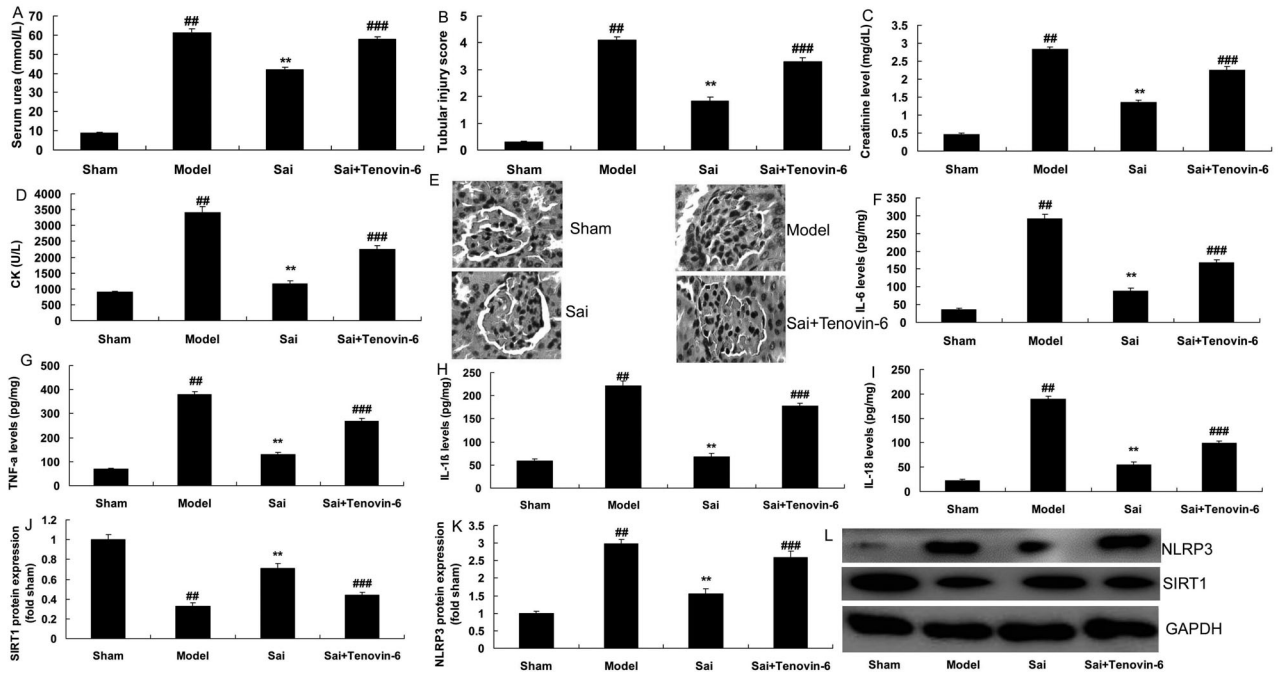 A
Serum urea (mmol/L)
70
60
50
40
30
20
10
0
##
**
###
Sham Model Sai Sai+Tenovin-6
B
Tubular injury score
5
4
3
2
1
0
##
**
###
Sham Model Sai Sai+Tenovin-6
C
Creatinine level (mg/dL)
3.5
3
2.5
2
1.5
1
0.5
0
##
**
###
Sham Model Sai Sai+Tenovin-6
D
CK (U/L)
4000
3500
3000
2500
2000
1500
1000
500
0
##
**
###
Sham Model Sai Sai+Tenovin-6
E
Sham
Model
Sai
Sai+Tenovin-6
F
IL-6 levels (pg/mg)
350
300
250
200
150
100
50
0
##
**
###
Sham Model Sai Sai+Tenovin-6
G
TNF-a levels (pg/mg)
500
400
300
200
100
0
##
**
###
Sham Model Sai Sai+Tenovin-6
H
IL-1ß levels (pg/mg)
250
200
150
100
50
0
##
**
###
Sham Model Sai Sai+Tenovin-6
I
IL-18 levels (pg/mg)
250
200
150
100
50
0
##
**
###
Sham Model Sai Sai+Tenovin-6
J
SIRT1 protein expression
(fold sham)
1.2
1
0.8
0.6
0.4
0.2
0
##
**
###
Sham Model Sai Sai+Tenovin-6
K
NLRP3 protein expression
(fold sham)
3.5
3
2.5
2
1.5
1
0.5
0
##
**
###
Sham Model Sai Sai+Tenovin-6
L
NLRP3
SIRT1
GAPDH
Sham Model Sai Sai+Tenovin-6